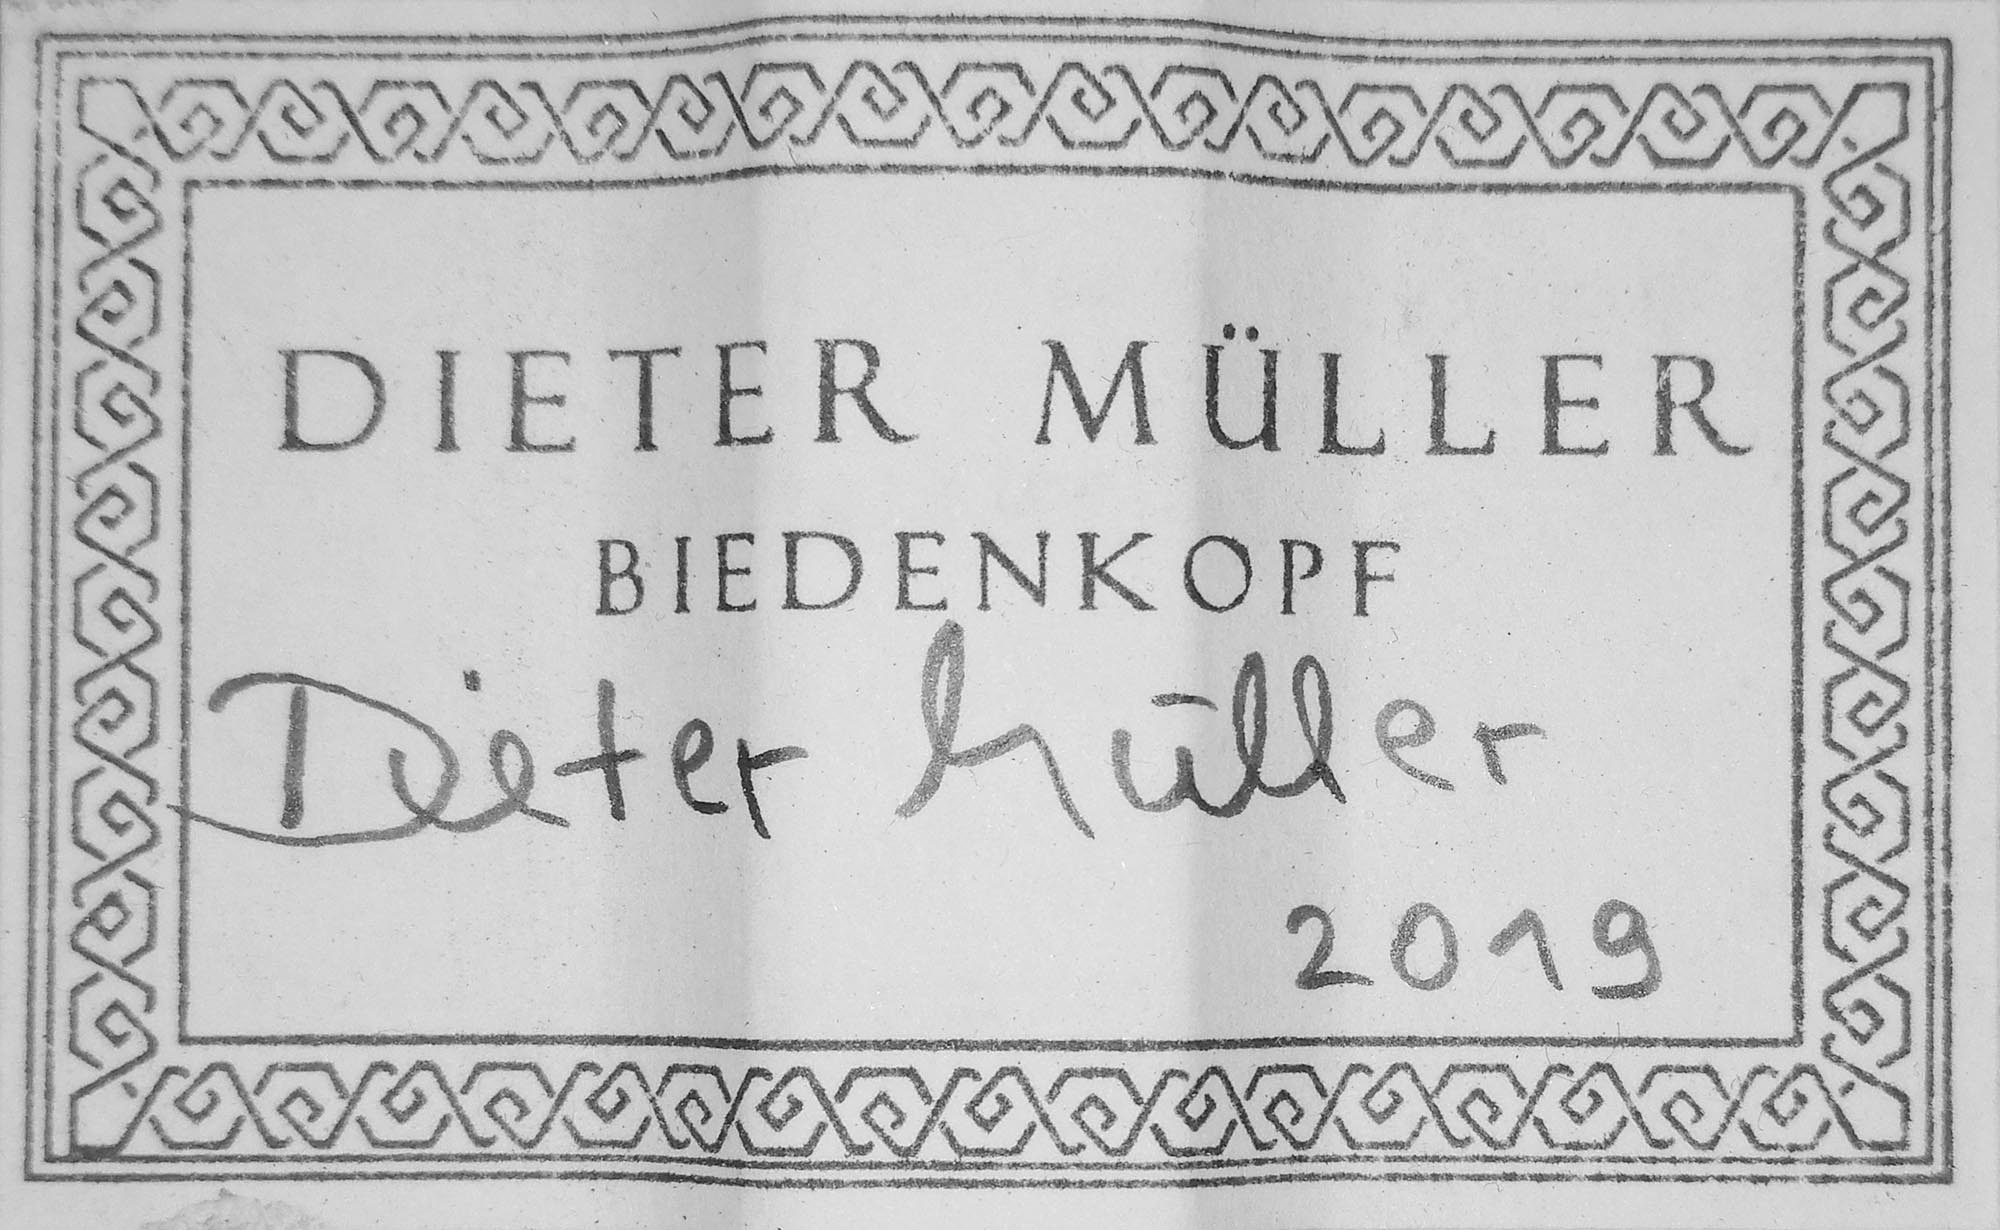 DIETER MÜLLER
BIEDENKOPF
Dieter Müller
2019